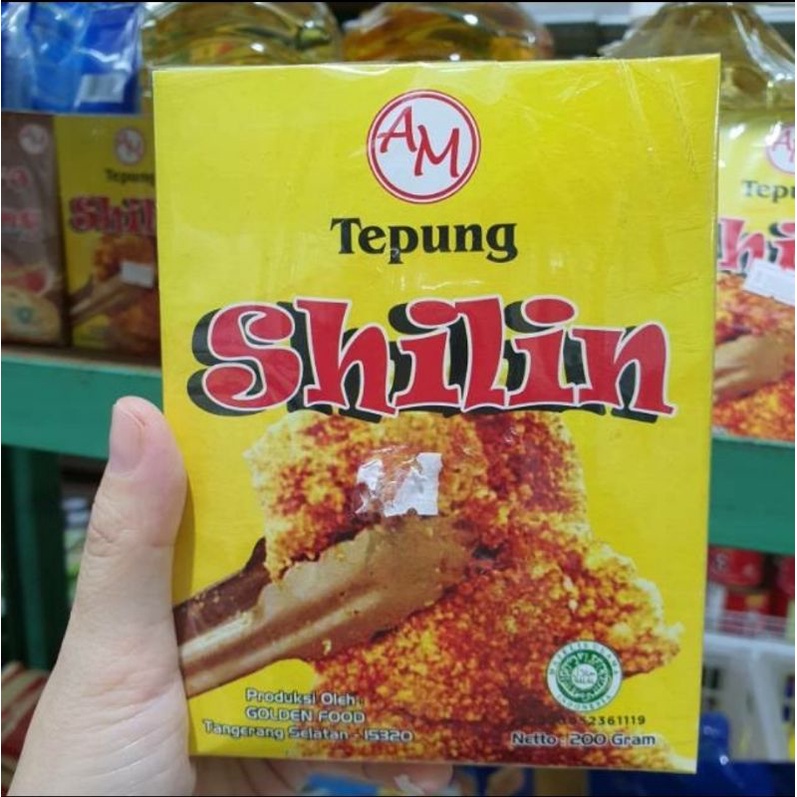 AM
Tepung
Shilin
Produksi Oleh :
GOLDEN FOOD
Tangerang Selatan - 15320
Netto : 200 Gram